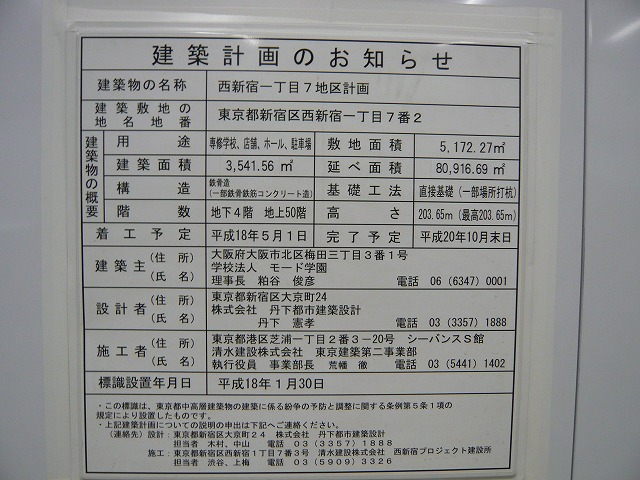 建築計画のお知らせ
建築物の名称 西新宿一丁目7地区計画
建築敷地の地名地番 東京都新宿区西新宿一丁目7番2
建築物の概要
用途 専修学校、店舗、ホール、駐車場 敷地面積 5,172.27㎡
建築面積 3,541.56 ㎡ 延べ面積 80,916.69 ㎡
構造 鉄骨造(一部鉄骨鉄筋コンクリート造) 基礎工法 直接基礎(一部場所打杭)
階数 地下4階 地上50階 高さ 203.65m(最高203.65m)
着工予定 平成18年5月1日 完了予定 平成20年10月末日
建築主(住所)(氏名)
大阪府大阪市北区梅田三丁目3番1号
学校法人 モード学園
理事長 粕谷 俊彦 電話 06(6347)0001
設計者(住所)(氏名)
東京都新宿区大京町24
株式会社 丹下都市建築設計
丹下 憲孝 電話 03(3357)1888
施工者(住所)(氏名)
東京都港区芝浦一丁目2番3-20号 シーバンスS館
清水建設株式会社 東京建築第二事業部
執行役員 事業部長 荒幡 徹 電話 03(5441)1402
標識設置年月日 平成18年1月30日
・この標識は、東京都中高層建築物の建築に係る紛争の予防と調整に関する条例第5条1項の
規定により設置したものです。
・上記建築計画についての説明の申出は下記へご連絡ください。
(連絡先)設計:東京都新宿区大京町24 株式会社 丹下都市建築設計
担当者 木村、中山 電話 03(3357)1888
施工:東京都新宿区西新宿1丁目7番3号 清水建設株式会社 西新宿プロジェクト建設所
担当者 渋谷、上梅 電話 03(5909)3326